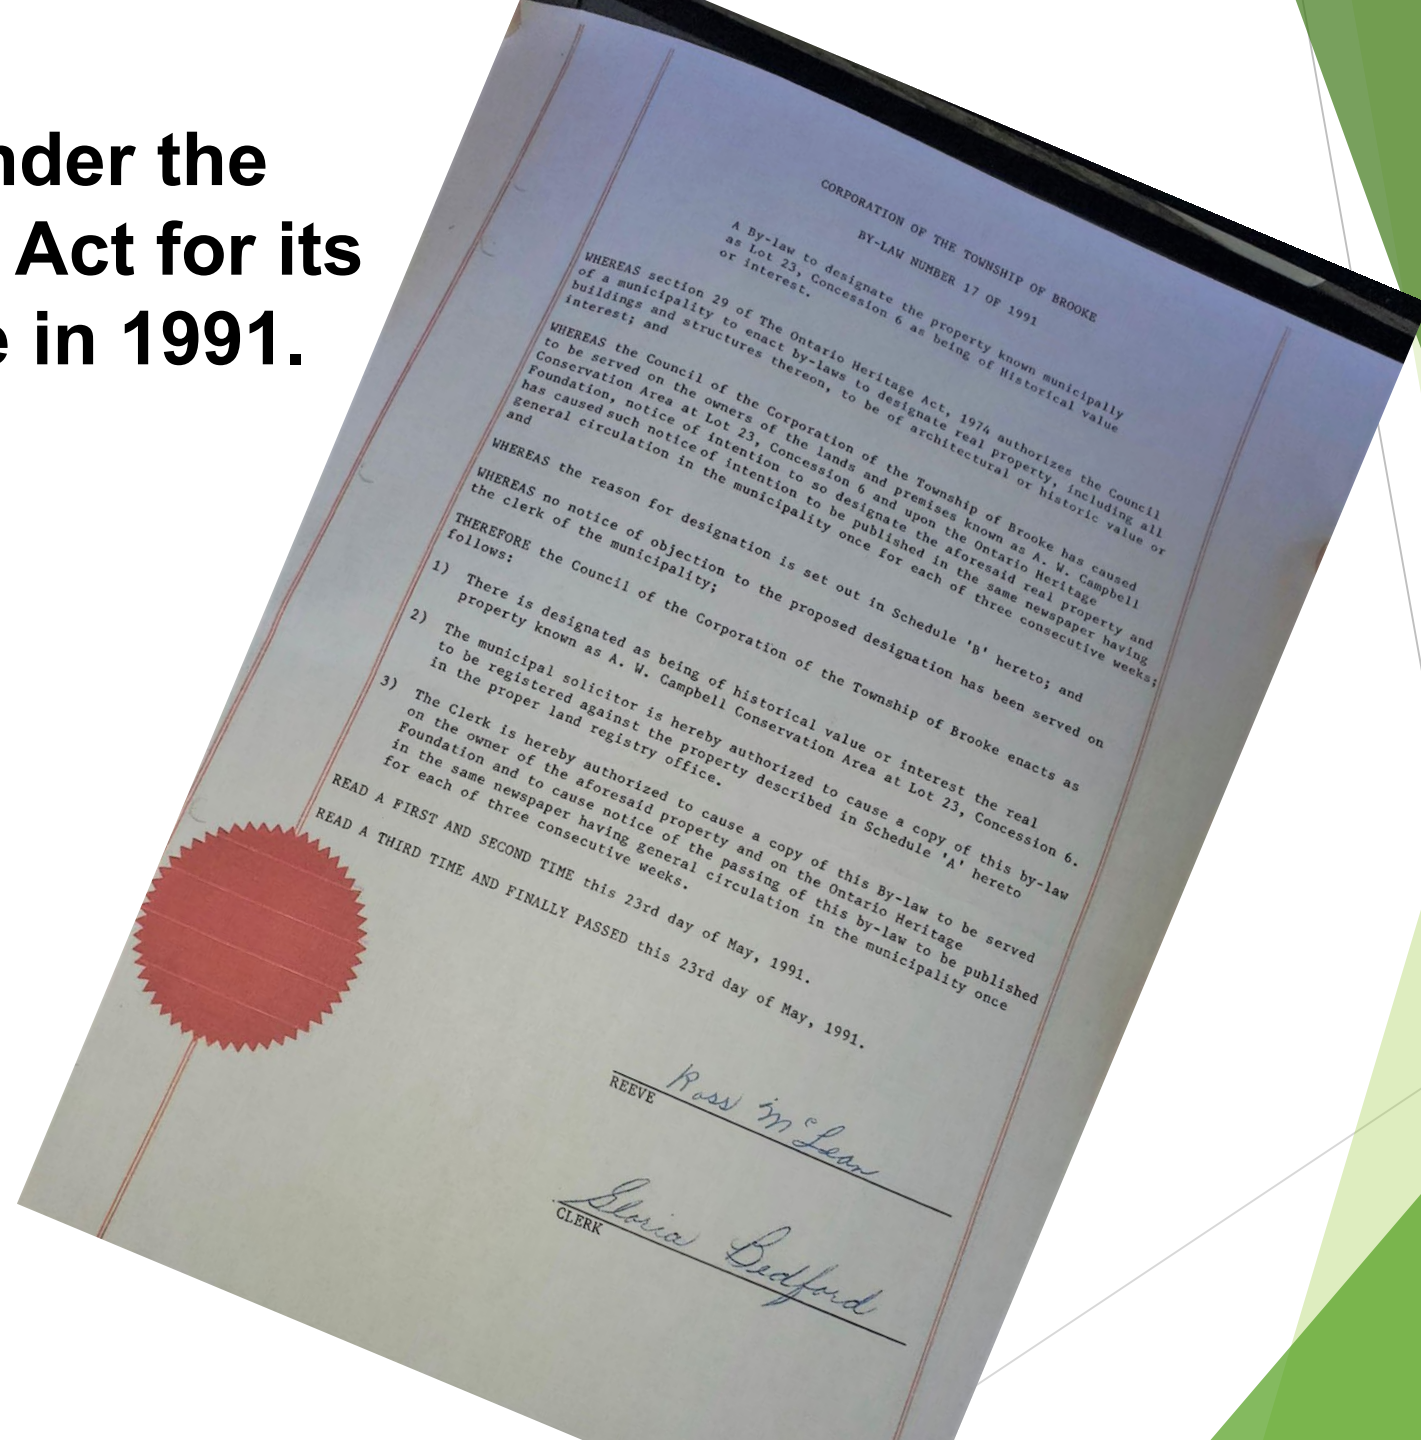 nder the
Act for its
e in 1991.
CORPORATION OF THE TOWNSHIP OF BROOKE
BY-LAW NUMBER 17 OF 1991
A By-law to designate the property known municipally
as Lot 23, Concession 6 as being of Historical value
or interest.
WHEREAS section 29 of The Ontario Heritage Act, 1974 authorizes the Council
of a municipality to enact by-laws to designate real property, including all
buildings and structures thereon, to be of architectural or historic value or
interest; and
WHEREAS the Council of the Corporation of the Township of Brooke has caused
to be served on the owners of the lands and premises known as A. W. Campbell
Conservation Area at Lot 23, Concession 6 and upon the Ontario Heritage
Foundation, notice of intention to so designate the aforesaid real property and
has caused such notice of intention to be published in the same newspaper having
general circulation in the municipality once for each of three consecutive weeks;
and
WHEREAS the reason for designation is set out in Schedule 'B' hereto; and
WHEREAS no notice of objection to the proposed designation has been served on
the clerk of the municipality;
THEREFORE the Council of the Corporation of the Township of Brooke enacts as
follows:
1) There is designated as being of historical value or interest the real
property known as A. W. Campbell Conservation Area at Lot 23, Concession 6.
2) The municipal solicitor is hereby authorized to cause a copy of this by-law
to be registered against the property described in Schedule 'A' hereto
in the proper land registry office.
3) The Clerk is hereby authorized to cause a copy of this By-law to be served
on the owner of the aforesaid property and on the Ontario Heritage
Foundation and to cause notice of the passing of this by-law to be published
in the same newspaper having general circulation in the municipality once
for each of three consecutive weeks.
READ A FIRST AND SECOND TIME this 23rd day of May, 1991.
READ A THIRD TIME AND FINALLY PASSED this 23rd day of May, 1991.
Ross McLean
REEVE
Gloria Bedford
CLERK